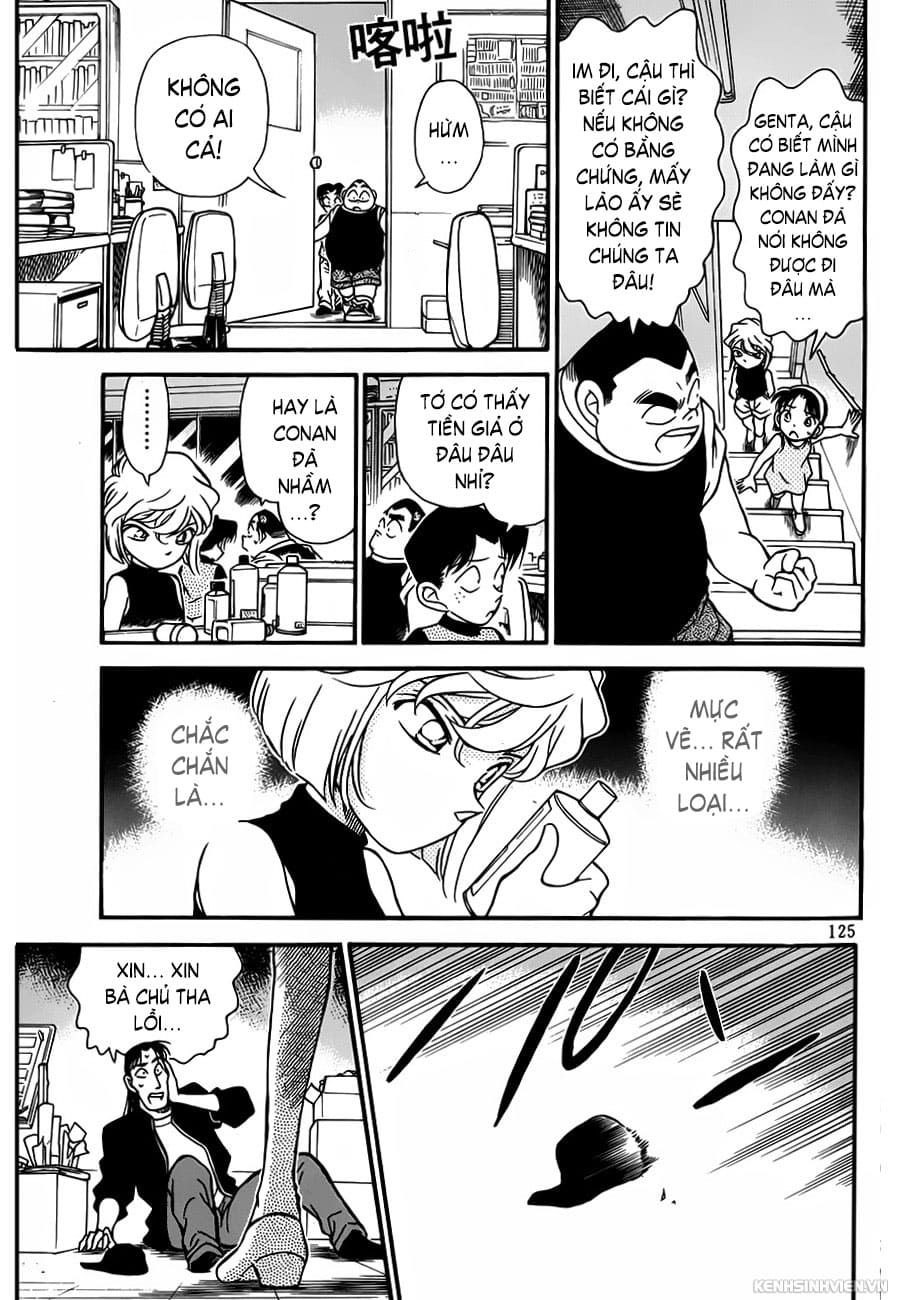 GENTA, CẬU
CÓ BIẾT MÌNH
ĐANG LÀM GÌ
KHÔNG ĐẤY?
CONAN ĐÃ
NÓI KHÔNG
ĐƯỢC ĐI
ĐÂU MÀ
...
IM ĐI, CẬU THÌ
BIẾT CÁI GÌ?
NẾU KHÔNG
CÓ BẰNG
CHỨNG, MẤY
LÃO ẤY SẼ
KHÔNG TIN
CHÚNG TA
ĐÂU!
喀啦
HỪM
...
KHÔNG
CÓ AI
CẢ!
TỚ CÓ THẤY
TIỀN GIẢ Ở
ĐÂU ĐÂU
NHỈ?
HAY LÀ
CONAN
ĐÃ
NHẦM
...?
........
MỰC
VẼ... RẤT
NHIỀU
LOẠI...
CHẮC
CHẮN
LÀ...
125
XIN... XIN
BÀ CHỦ THA
LỖI...
KENHSINHVIEN.VN